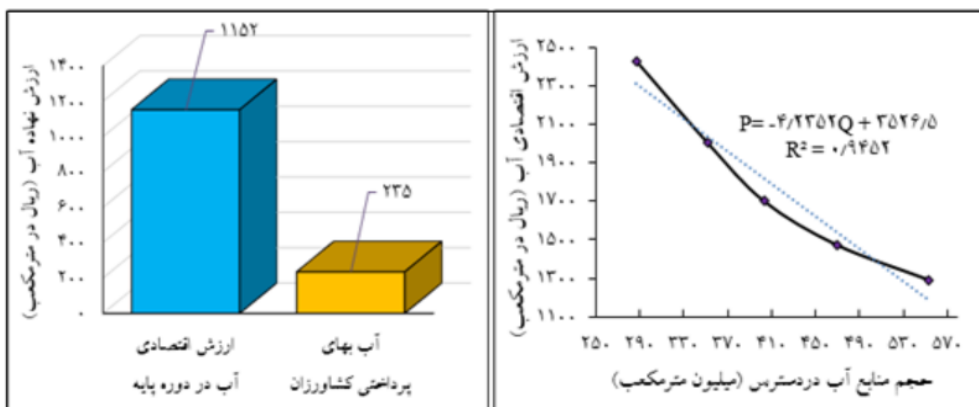 ارزش نهاده آب (ریال در مترمکعب)
۱۴۰۰
۱۲۰۰
۱۰۰۰
۸۰۰
۶۰۰
۴۰۰
۲۰۰
۰
۱۱۵۲
۲۳۵
ارزش اقتصادی
آب در دوره پایه
آب بهای
پرداختی کشاورزان
ارزش اقتصادی آب (ریال در مترمکعب)
۲۵۰۰
۲۳۰۰
۲۱۰۰
۱۹۰۰
۱۷۰۰
۱۵۰۰
۱۳۰۰
۱۱۰۰
P= -۴/۲۳۵۲Q + ۳۵۲۶/۵
R² = ۰/۹۴۵۲
۲۵۰ ۲۹۰ ۳۳۰ ۳۷۰ ۴۱۰ ۴۵۰ ۴۹۰ ۵۳۰ ۵۷۰
حجم منابع آب دردسترس (میلیون مترمکعب)